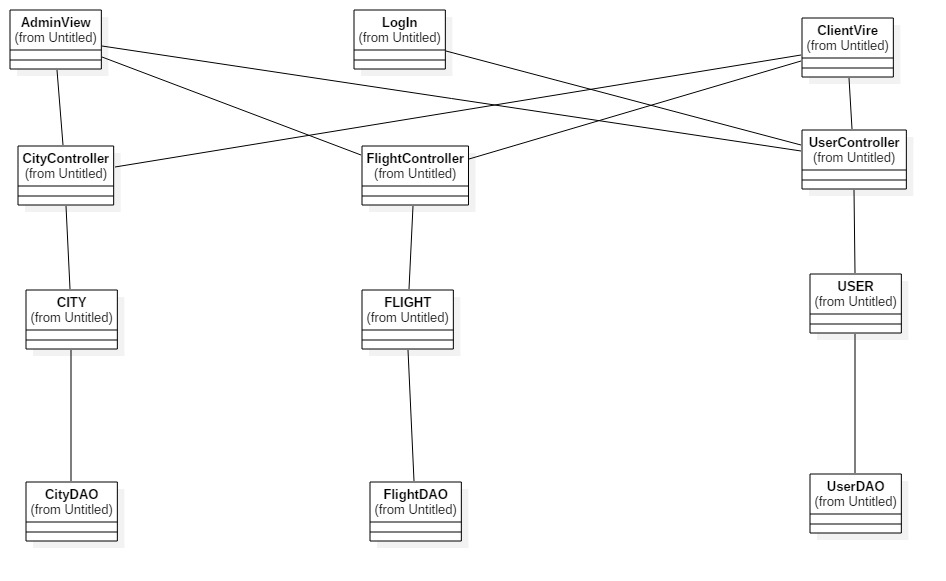 AdminView
(from Untitled)
LogIn
(from Untitled)
ClientVire
(from Untitled)
CityController
(from Untitled)
FlightController
(from Untitled)
UserController
(from Untitled)
CITY
(from Untitled)
FLIGHT
(from Untitled)
USER
(from Untitled)
CityDAO
(from Untitled)
FlightDAO
(from Untitled)
UserDAO
(from Untitled)